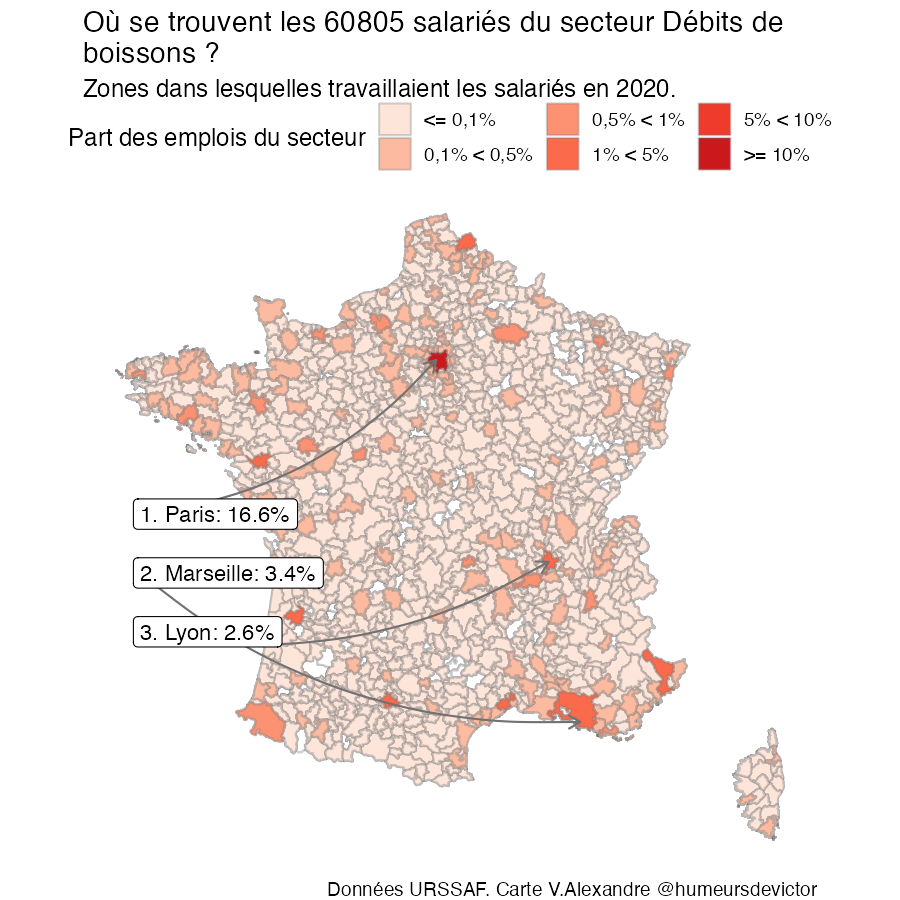 Où se trouvent les 60805 salariés du secteur Débits de
boissons ?
Zones dans lesquelles travaillaient les salariés en 2020.
Part des emplois du secteur
<= 0,1%
0,1% < 0,5%
0,5% < 1%
1% < 5%
5% < 10%
>= 10%
1. Paris: 16.6%
2. Marseille: 3.4%
3. Lyon: 2.6%
Données URSSAF. Carte V.Alexandre @humeursdevictor